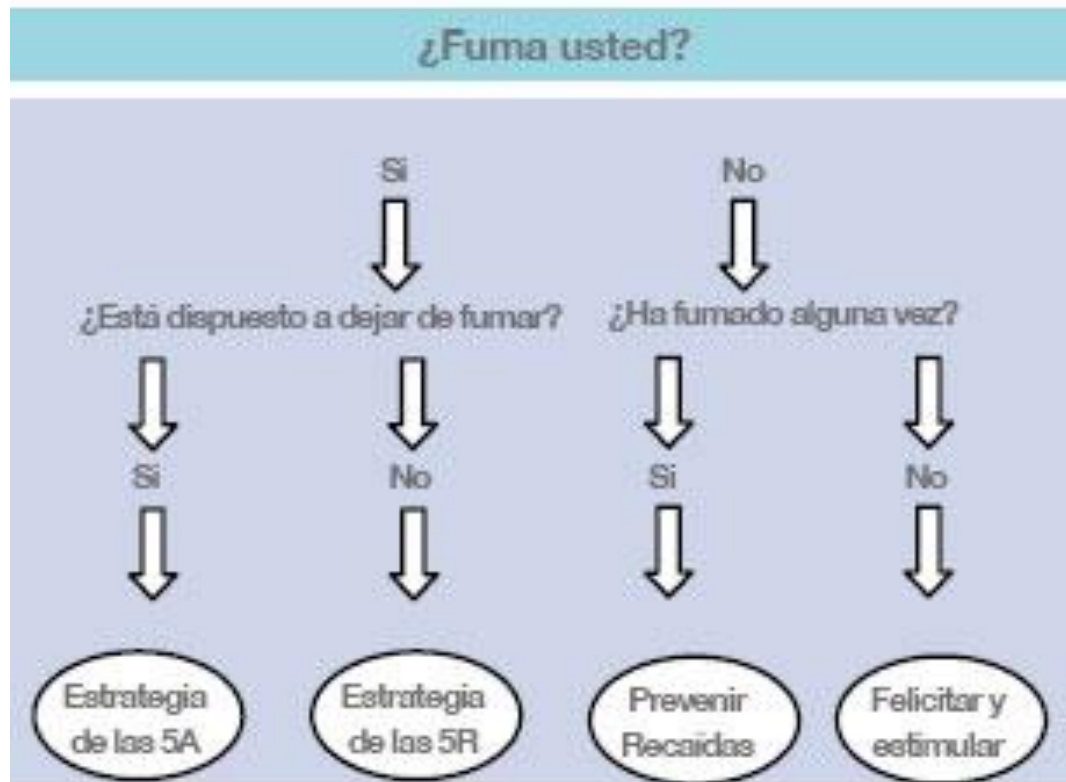 ¿Fuma usted?
Si
No
¿Está dispuesto a dejar de fumar?
¿Ha fumado alguna vez?
Si
No
Si
No
Estrategia
de las 5A
Estrategia
de las 5R
Prevenir
Recaídas
Felicitar y
estimular